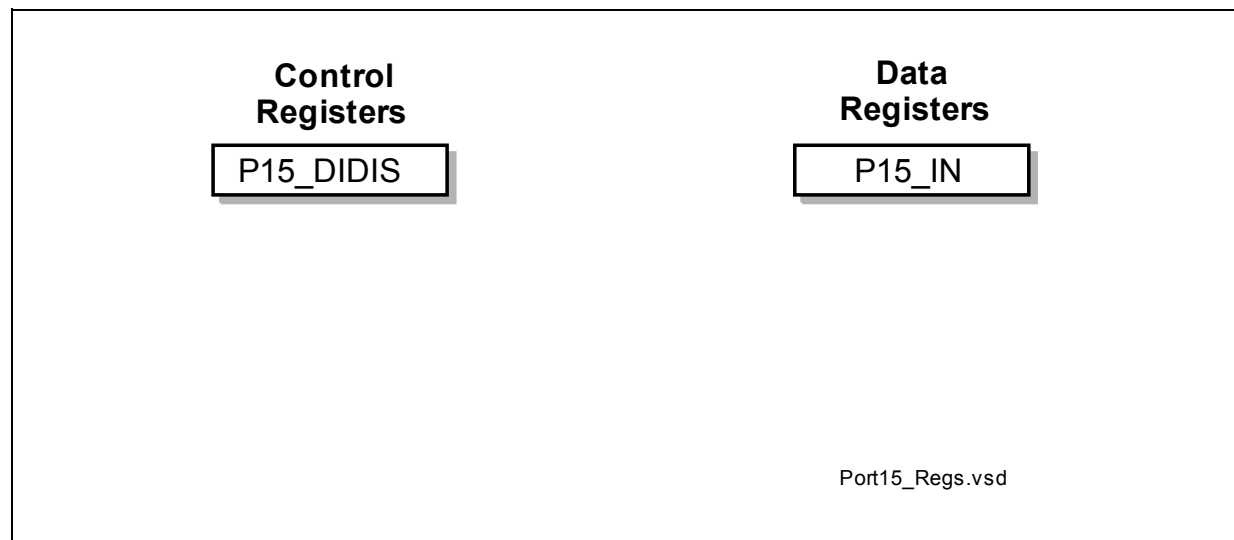 Control
Registers
P15_DIDIS
Data
Registers
P15_IN
Port15_Regs.vsd